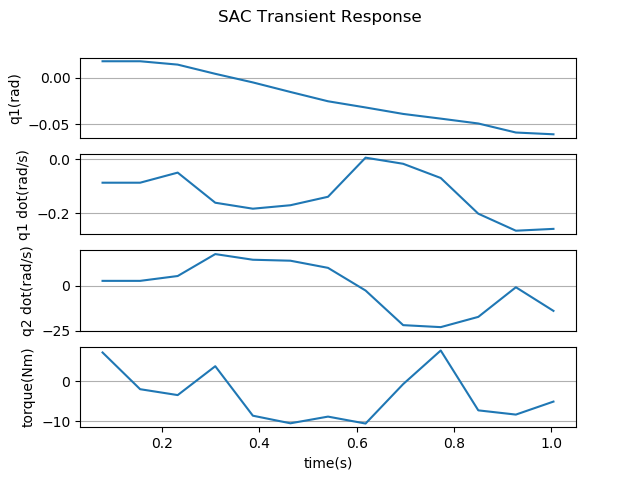 SAC Transient Response
q1(rad)
0.00
−0.05
q1 dot(rad/s)
0.0
−0.2
q2 dot(rad/s)
0
−25
torque(Nm)
0
−10
0.2 0.4 0.6 0.8 1.0
time(s)